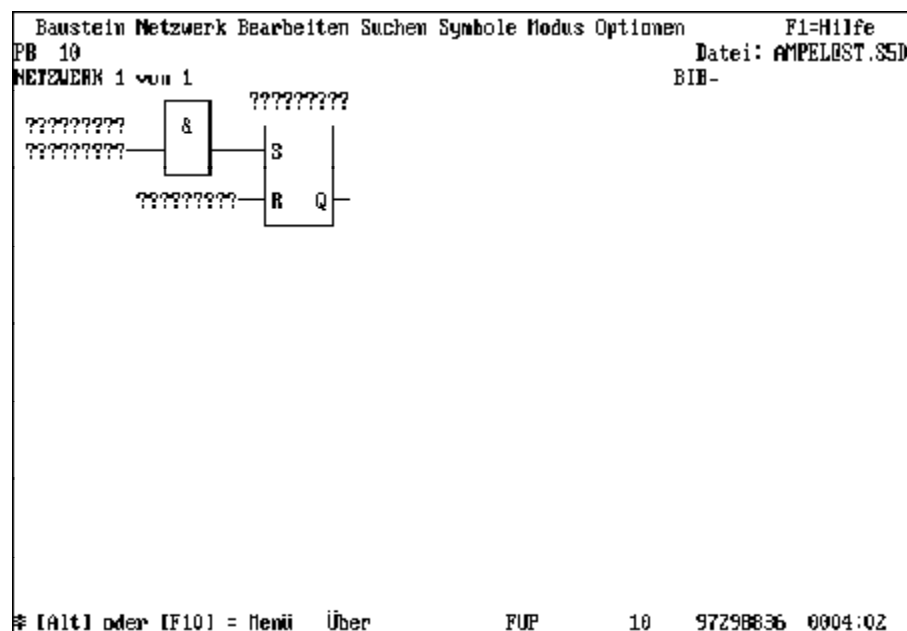 Baustein Netzwerk Bearbeiten Suchen Symbole Modus Optionen F1=Hilfe
PB 10 Datei: AMPEL@ST.S5D
NETZWERK 1 von 1 BIB=
?????????
????????? &
????????? S
????????? R Q
[Alt] oder [F10] = Menü Über FUP 10 97298836 0004:02